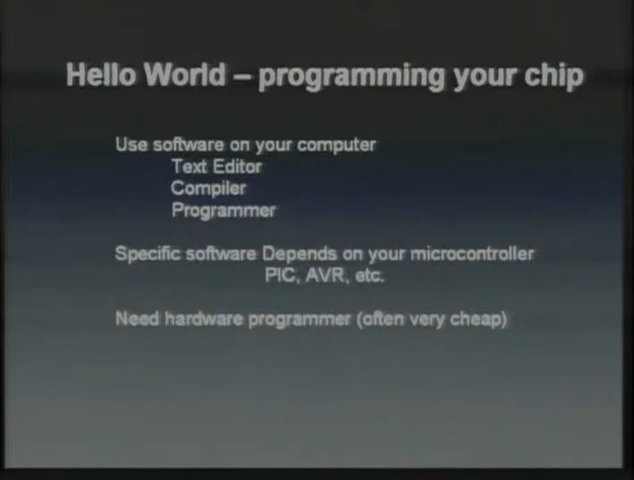 Hello World – programming your chip
Use software on your computer
Text Editor
Compiler
Programmer
Specific software Depends on your microcontroller
PIC, AVR, etc.
Need hardware programmer (often very cheap)